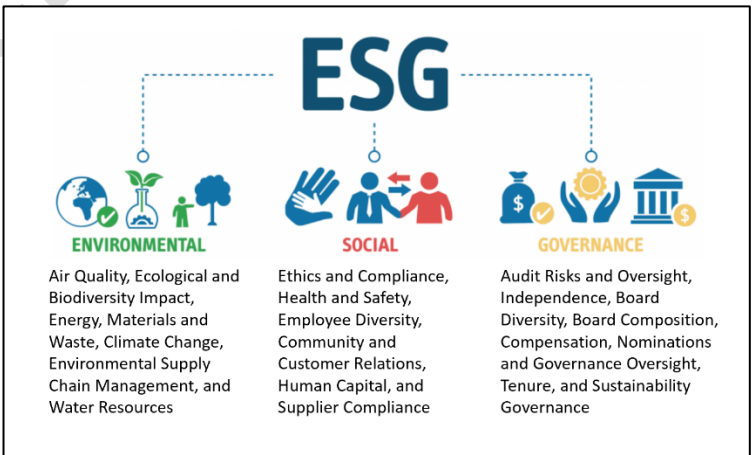 ESG
ENVIRONMENTAL
Air Quality, Ecological and
Biodiversity Impact,
Energy, Materials and
Waste, Climate Change,
Environmental Supply
Chain Management, and
Water Resources
SOCIAL
Ethics and Compliance,
Health and Safety,
Employee Diversity,
Community and
Customer Relations,
Human Capital, and
Supplier Compliance
GOVERNANCE
Audit Risks and Oversight,
Independence, Board
Diversity, Board Composition,
Compensation, Nominations
and Governance Oversight,
Tenure, and Sustainability
Governance